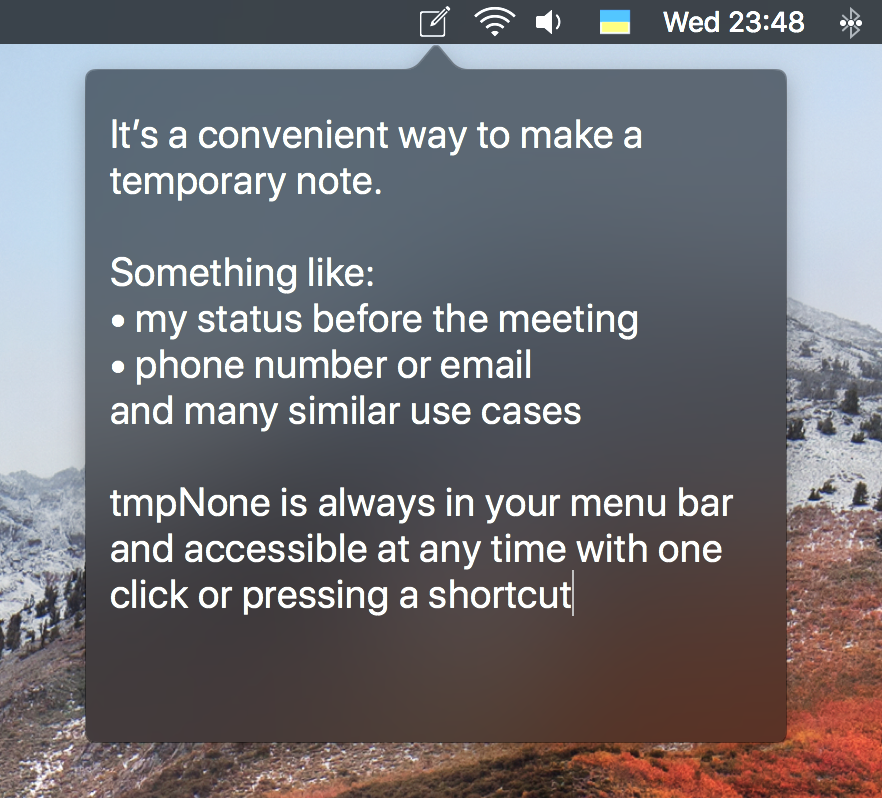 Wed 23:48
It’s a convenient way to make a
temporary note.
Something like:
• my status before the meeting
• phone number or email
and many similar use cases
tmpNone is always in your menu bar
and accessible at any time with one
click or pressing a shortcut